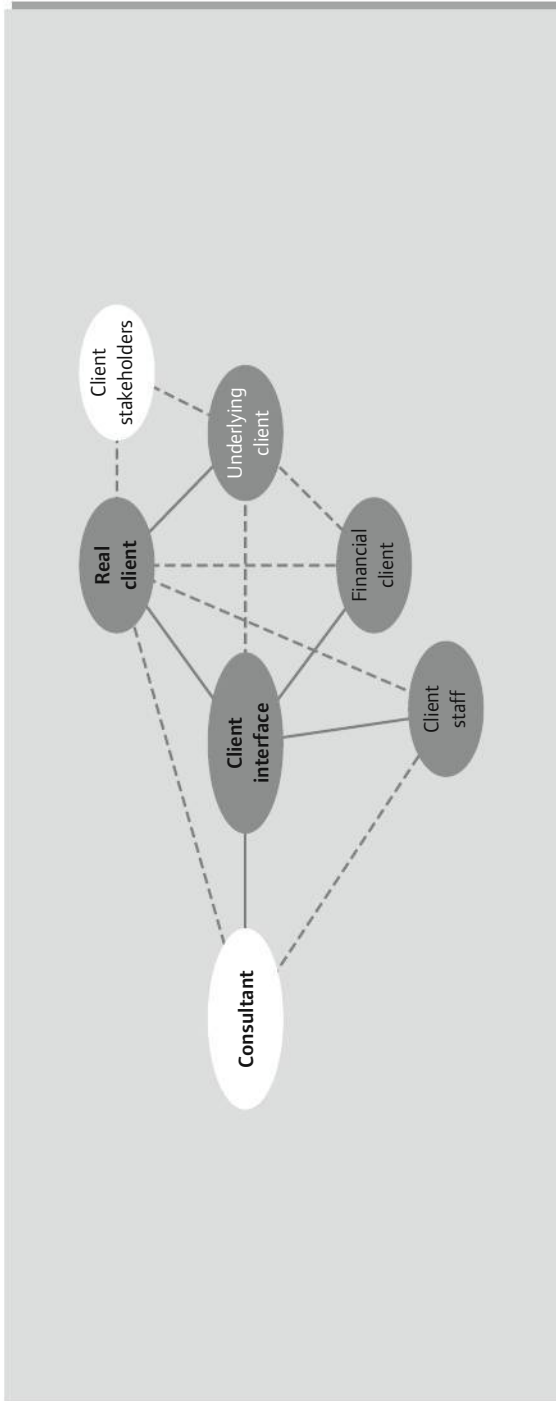 Consultant
Client
interface
Real
client
Client
stakeholders
Underlying
client
Financial
client
Client
staff